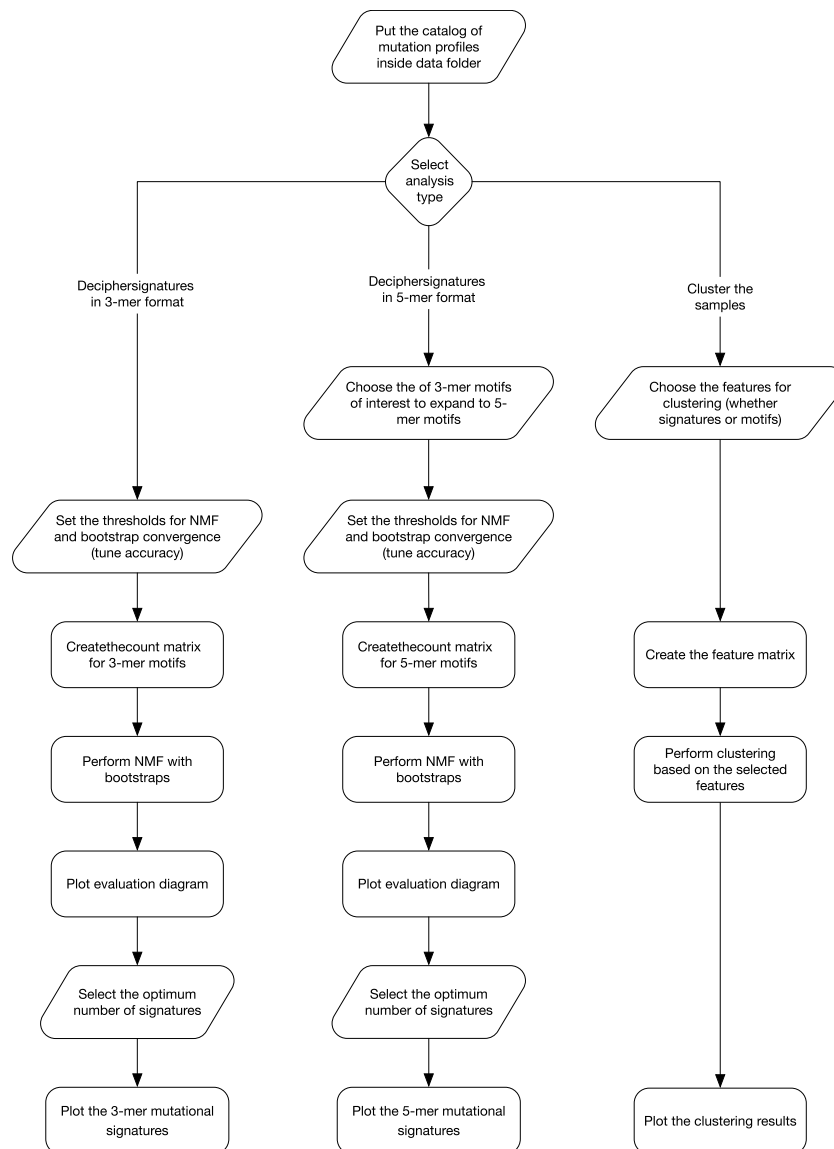 Put the catalog of
mutation profiles
inside data folder
Select
analysis
type
Deciphersignatures
in 3-mer format
Deciphersignatures
in 5-mer format
Cluster the
samples
Choose the of 3-mer motifs
of interest to expand to 5-
mer motifs
Choose the features for
clustering (whether
signatures or motifs)
Set the thresholds for NMF
and bootstrap convergence
(tune accuracy)
Set the thresholds for NMF
and bootstrap convergence
(tune accuracy)
Createthecount matrix
for 3-mer motifs
Createthecount matrix
for 5-mer motifs
Create the feature matrix
Perform NMF with
bootstraps
Perform NMF with
bootstraps
Perform clustering
based on the selected
features
Plot evaluation diagram
Plot evaluation diagram
Select the optimum
number of signatures
Select the optimum
number of signatures
Plot the 3-mer mutational
signatures
Plot the 5-mer mutational
signatures
Plot the clustering results